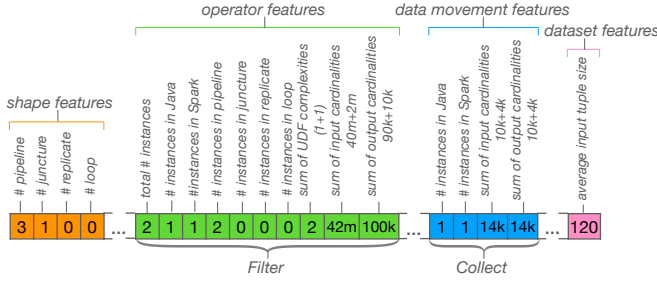 operator features
data movement features
dataset features
shape features
# pipeline
# juncture
# replicate
# loop
total # instances
# instances in Java
#instances in Spark
# instances in pipeline
# instances in juncture
# instances in replicate
# instances in loop
sum of UDF complexities
(1+1)
sum of input cardinalities
40m+2m
sum of output cardinalities
90k+10k
# instances in Java
# instances in Spark
sum of input cardinalities
10k+4k
sum of output cardinalities
10k+4k
average input tuple size
3 1 0 0 ... 2 1 1 2 0 0 0 2 42m 100k ... 1 1 14k 14k ... 120
Filter
Collect